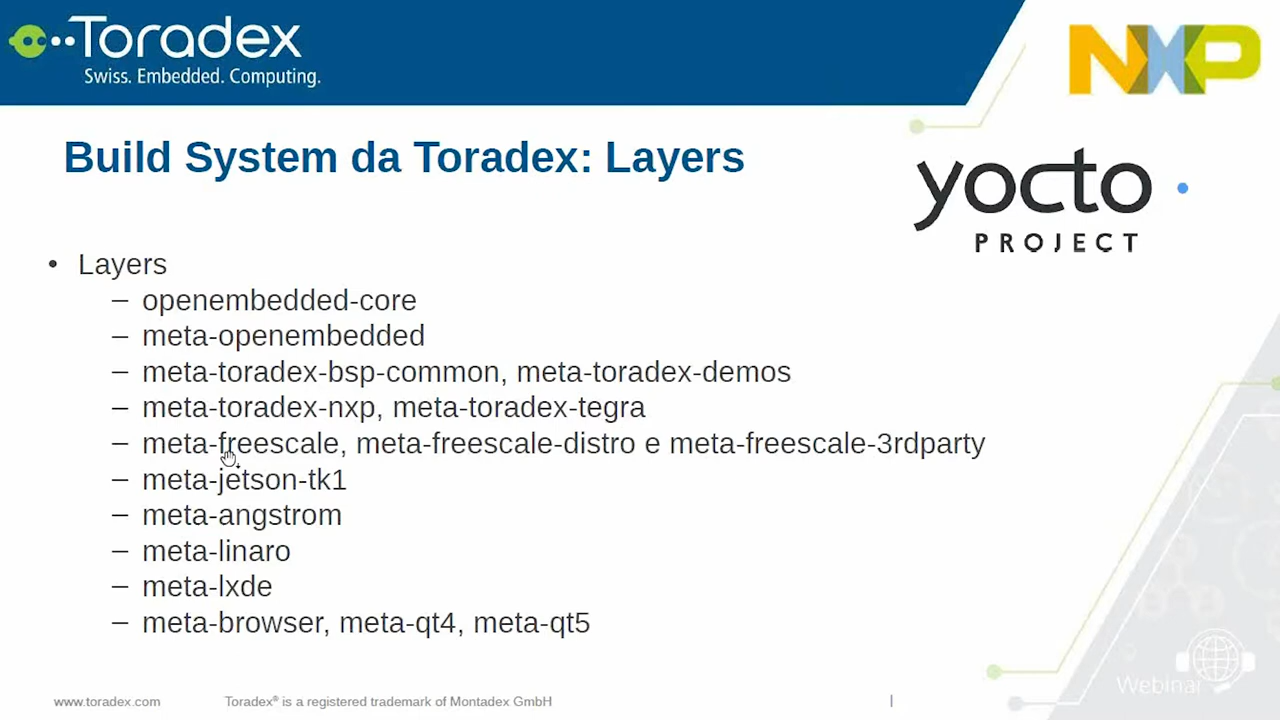 Toradex
Swiss. Embedded. Computing.
NXP
Build System da Toradex: Layers
yocto
PROJECT
• Layers
– openembedded-core
– meta-openembedded
– meta-toradex-bsp-common, meta-toradex-demos
– meta-toradex-nxp, meta-toradex-tegra
– meta-freescale, meta-freescale-distro e meta-freescale-3rdparty
– meta-jetson-tk1
– meta-angstrom
– meta-linaro
– meta-lxde
– meta-browser, meta-qt4, meta-qt5
Webinar
www.toradex.com
Toradex® is a registered trademark of Montadex GmbH
|